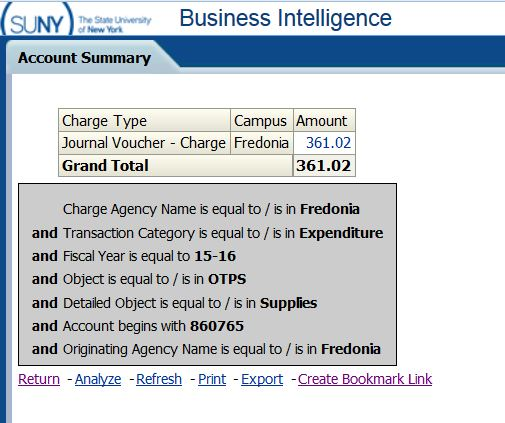 SUNY The State University of New York
Business Intelligence
Account Summary
Charge Type Campus Amount
Journal Voucher - Charge Fredonia 361.02
Grand Total 361.02
Charge Agency Name is equal to / is in Fredonia
and Transaction Category is equal to / is in Expenditure
and Fiscal Year is equal to 15-16
and Object is equal to / is in OTPS
and Detailed Object is equal to / is in Supplies
and Account begins with 860765
and Originating Agency Name is equal to / is in Fredonia
Return - Analyze - Refresh - Print - Export - Create Bookmark Link